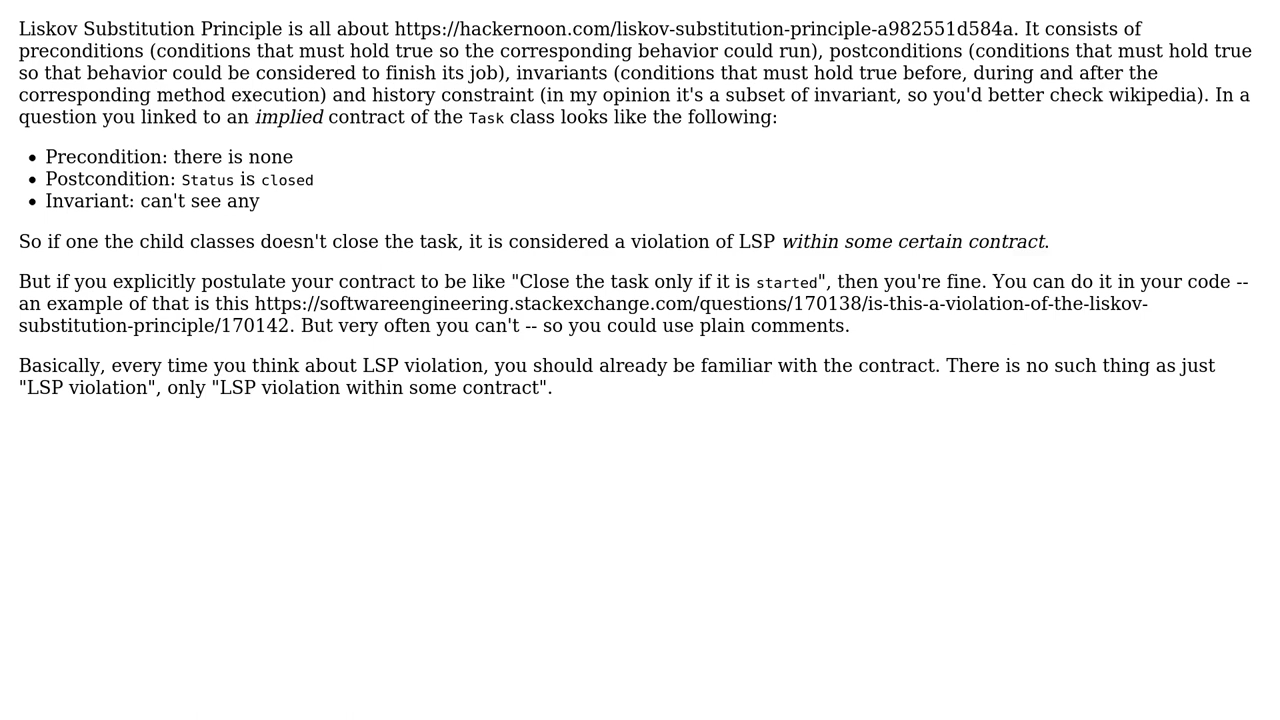 Liskov Substitution Principle is all about https://hackernoon.com/liskov-substitution-principle-a982551d584a. It consists of
preconditions (conditions that must hold true so the corresponding behavior could run), postconditions (conditions that must hold true
so that behavior could be considered to finish its job), invariants (conditions that must hold true before, during and after the
corresponding method execution) and history constraint (in my opinion it's a subset of invariant, so you'd better check wikipedia). In a
question you linked to an implied contract of the Task class looks like the following:
• Precondition: there is none
• Postcondition: Status is closed
• Invariant: can't see any
So if one the child classes doesn't close the task, it is considered a violation of LSP within some certain contract.
But if you explicitly postulate your contract to be like "Close the task only if it is started", then you're fine. You can do it in your code --
an example of that is this https://softwareengineering.stackexchange.com/questions/170138/is-this-a-violation-of-the-liskov-
substitution-principle/170142. But very often you can't -- so you could use plain comments.
Basically, every time you think about LSP violation, you should already be familiar with the contract. There is no such thing as just
"LSP violation", only "LSP violation within some contract".